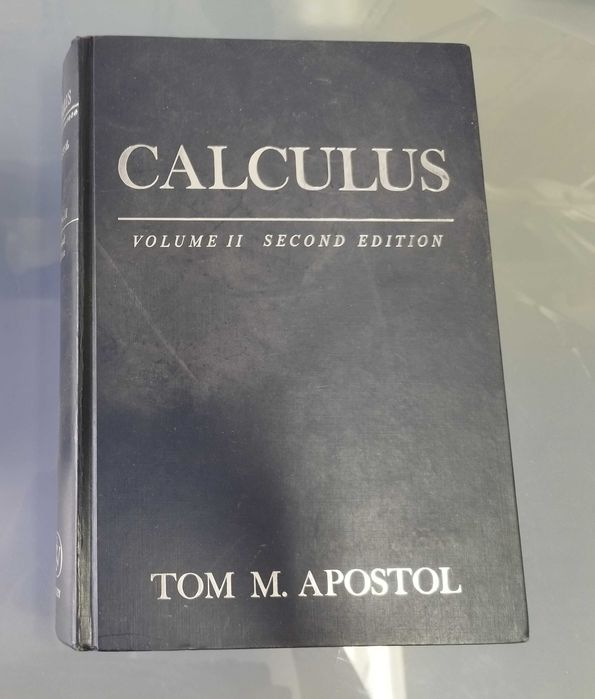 CALCULUS
VOLUME II SECOND EDITION
TOM M. APOSTOL